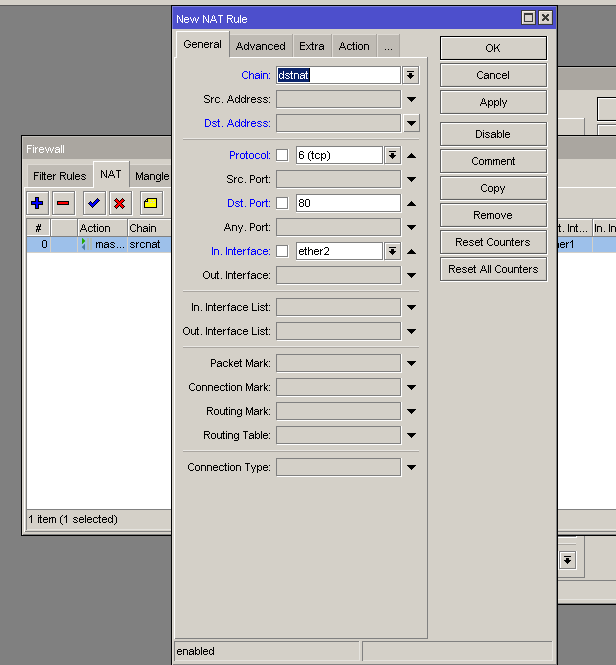 New NAT Rule
General Advanced Extra Action ...
Chain: dstnat
Src. Address:
Dst. Address:
Protocol: 6 (tcp)
Src. Port:
Dst. Port: 80
Any. Port:
In. Interface: ether2
Out. Interface:
In. Interface List:
Out. Interface List:
Packet Mark:
Connection Mark:
Routing Mark:
Routing Table:
Connection Type:
enabled
OK
Cancel
Apply
Disable
Comment
Copy
Remove
Reset Counters
Reset All Counters
Firewall
Filter Rules NAT Mangle
# Action Chain t. Int... In. In
0 mas... srcnat her1
1 item (1 selected)